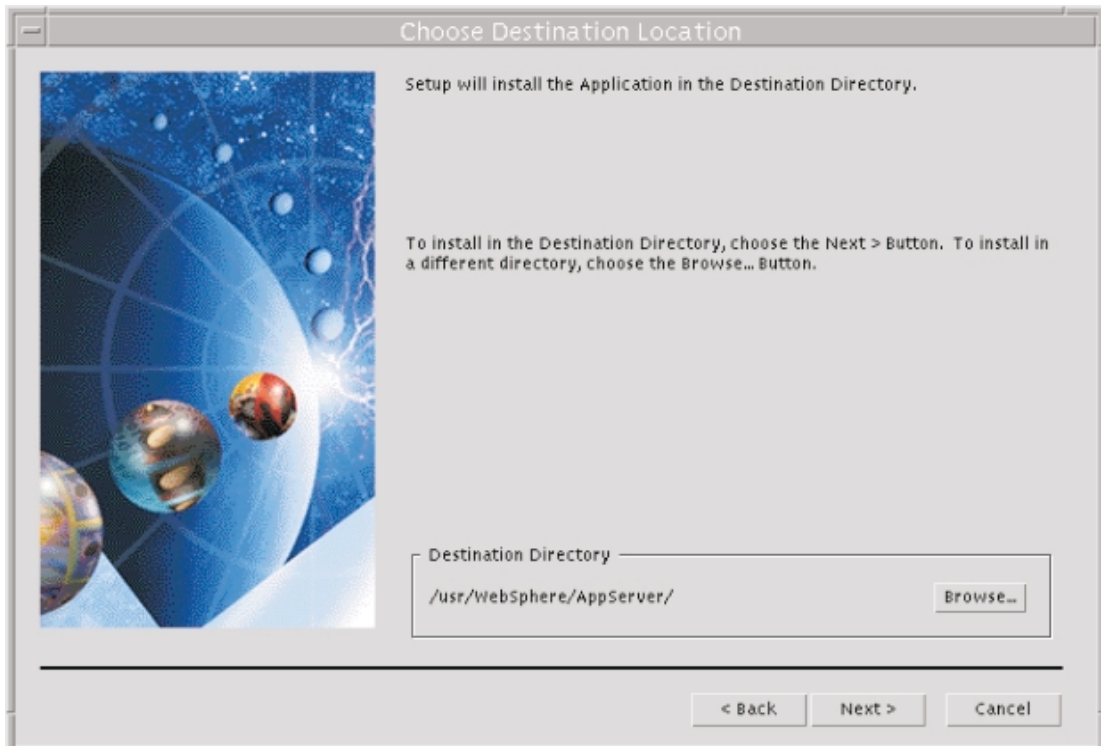 Choose Destination Location
Setup will install the Application in the Destination Directory.
To install in the Destination Directory, choose the Next > Button. To install in
a different directory, choose the Browse... Button.
Destination Directory
/usr/WebSphere/AppServer/
Browse...
< Back
Next >
Cancel